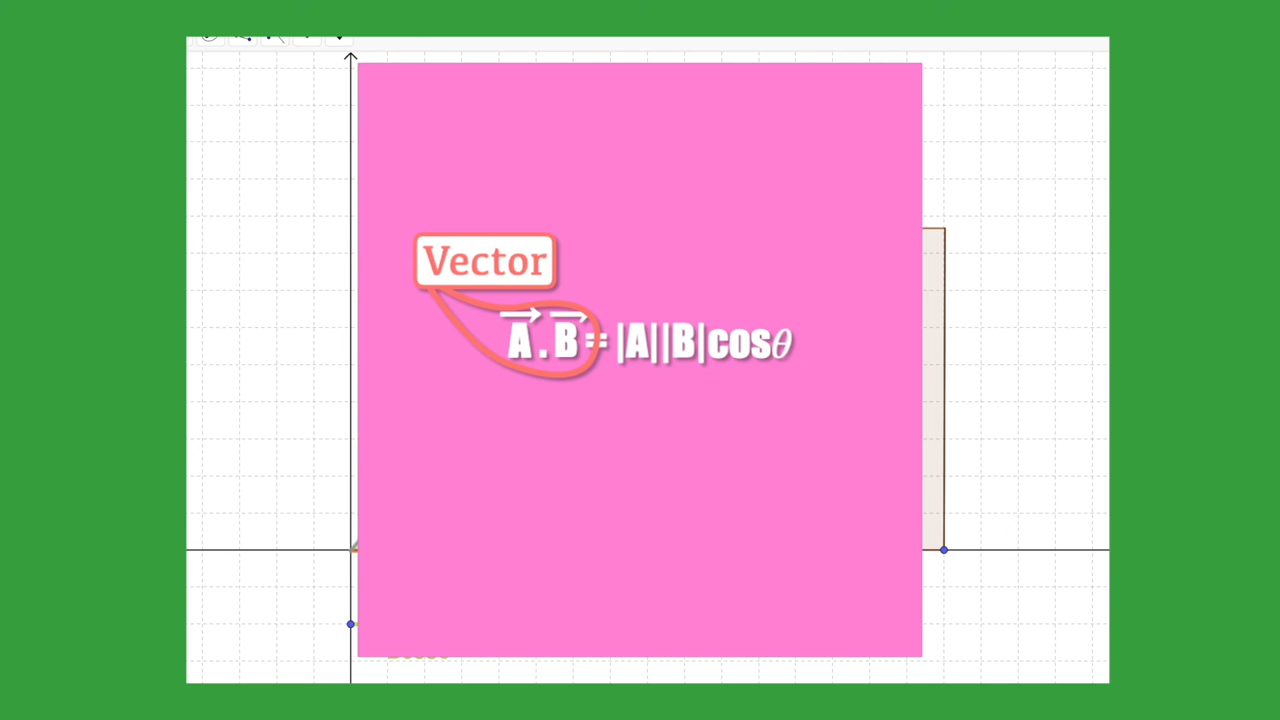 Vector
A⃗ . B⃗ = |A||B|cosθ